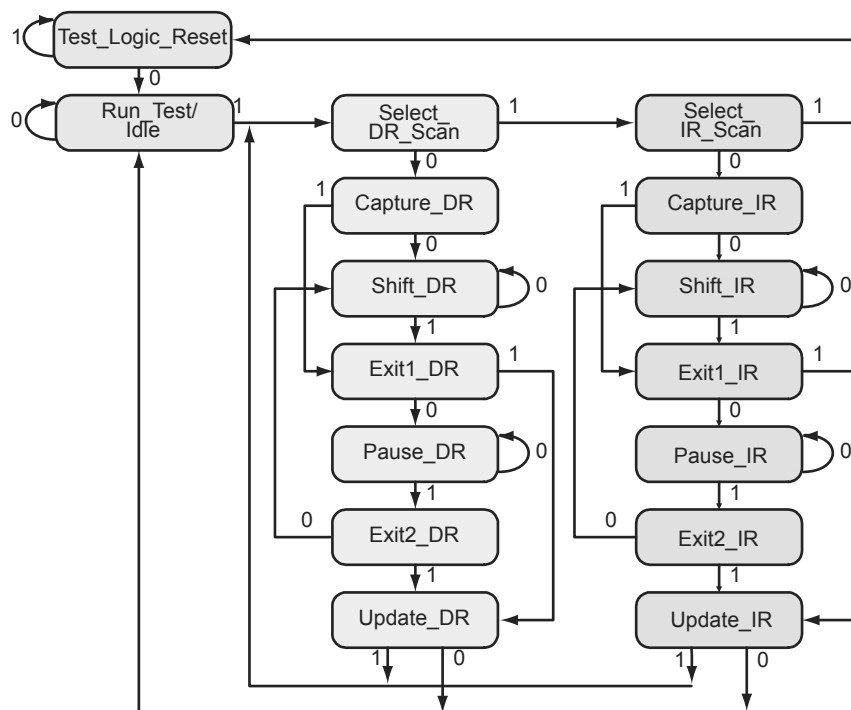 1 Test_Logic_Reset
0
0 Run_Test/
Idle
1
Select_
DR_Scan
1
Select_
IR_Scan
1
0
0
1 Capture_DR
1 Capture_IR
0
0
Shift_DR 0
Shift_IR 0
1
1
Exit1_DR 1
Exit1_IR 1
0
0
Pause_DR 0
Pause_IR 0
1
1
0 Exit2_DR
0 Exit2_IR
1
1
Update_DR
Update_IR
1 0
1 0